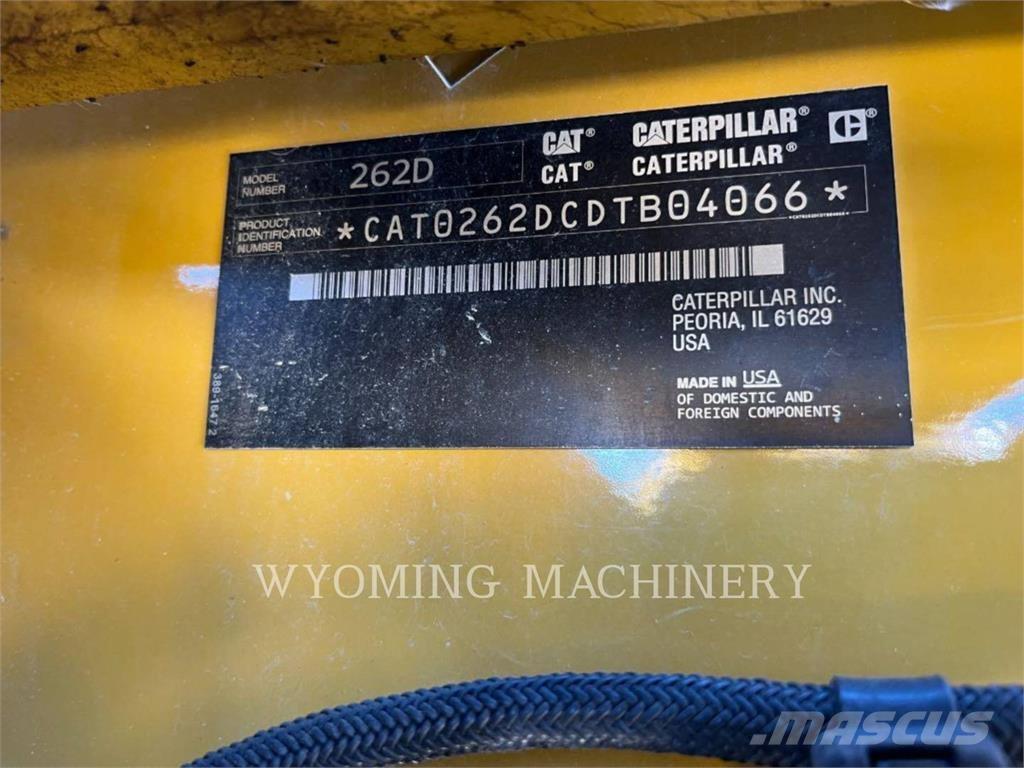 MODEL NUMBER 262D
CAT® CATERPILLAR®
CAT® CATERPILLAR®
PRODUCT IDENTIFICATION NUMBER *CAT0262DCDTB04066*
CATERPILLAR INC.
PEORIA, IL 61629
USA
MADE IN USA
OF DOMESTIC AND
FOREIGN COMPONENTS
WYOMING MACHINERY
MASCUS